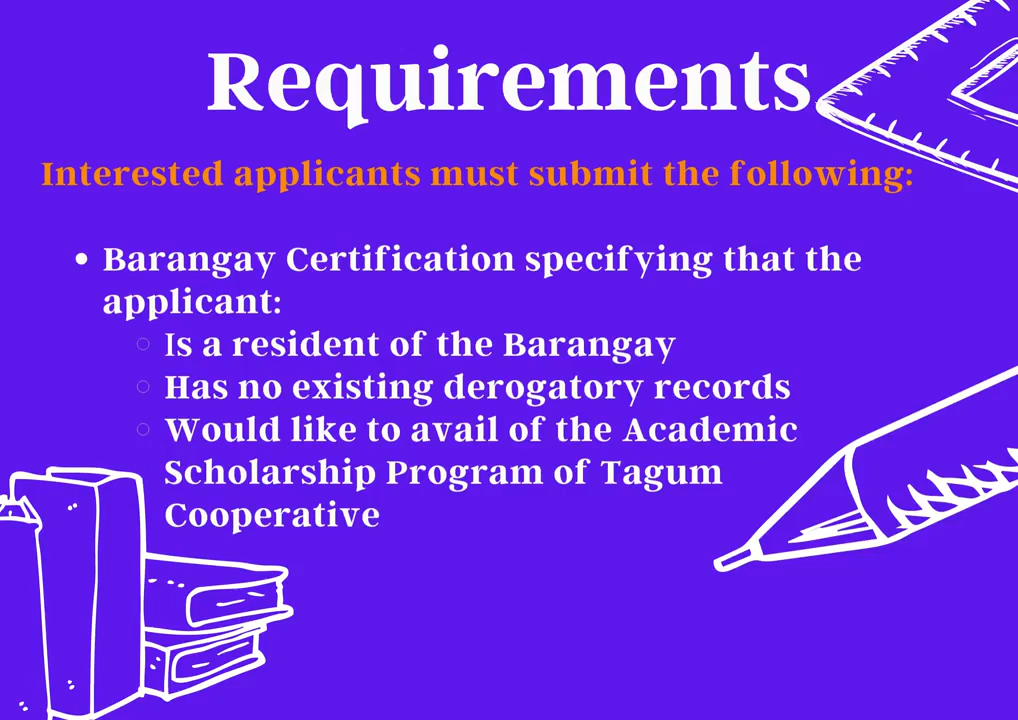 Requirements
Interested applicants must submit the following:
• Barangay Certification specifying that the
applicant:
○ Is a resident of the Barangay
○ Has no existing derogatory records
○ Would like to avail of the Academic
Scholarship Program of Tagum
Cooperative